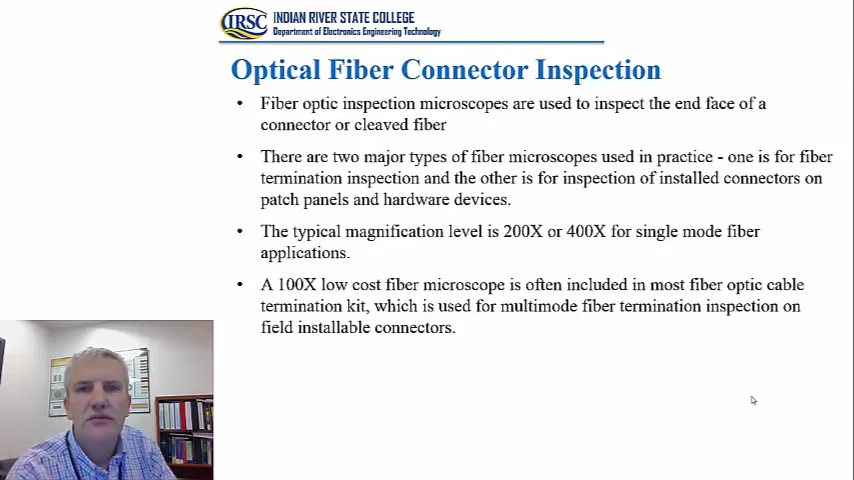 IRSC
INDIAN RIVER STATE COLLEGE
Department of Electronics Engineering Technology
Optical Fiber Connector Inspection
• Fiber optic inspection microscopes are used to inspect the end face of a
connector or cleaved fiber
• There are two major types of fiber microscopes used in practice - one is for fiber
termination inspection and the other is for inspection of installed connectors on
patch panels and hardware devices.
• The typical magnification level is 200X or 400X for single mode fiber
applications.
• A 100X low cost fiber microscope is often included in most fiber optic cable
termination kit, which is used for multimode fiber termination inspection on
field installable connectors.